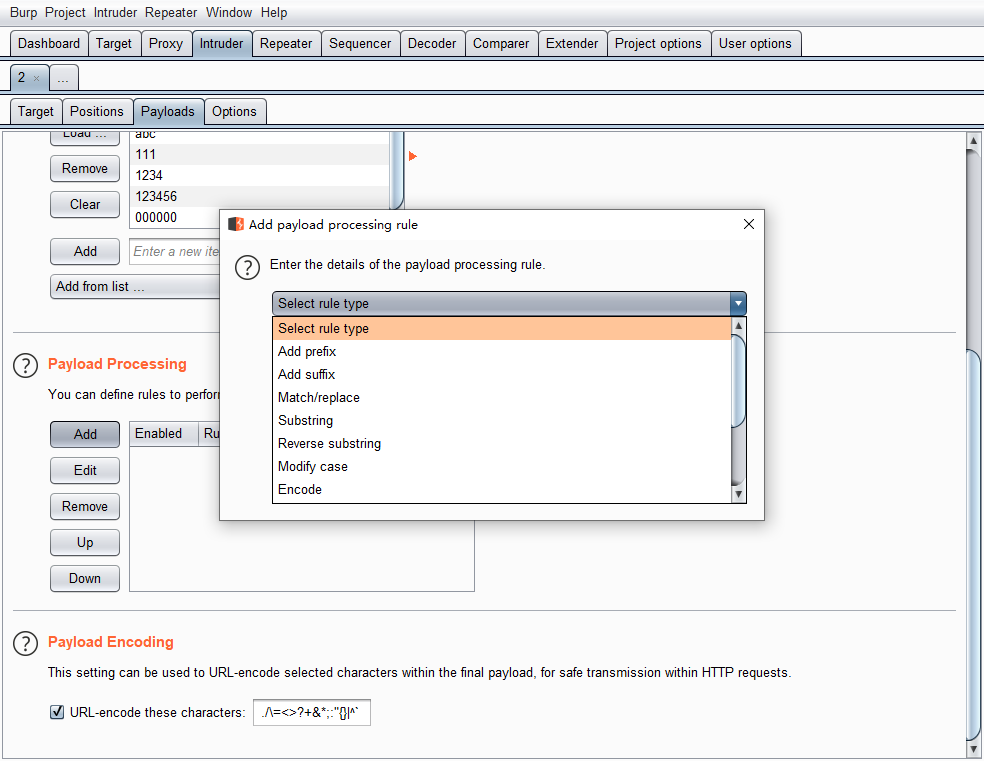 Burp Project Intruder Repeater Window Help
Dashboard Target Proxy Intruder Repeater Sequencer Decoder Comparer Extender Project options User options
2 × ...
Target Positions Payloads Options
Load ... abc
111
Remove
1234
123456
Clear
000000
Add payload processing rule
Add
Enter a new ite
Enter the details of the payload processing rule.
Add from list ...
Select rule type
Select rule type
Add prefix
Add suffix
Match/replace
Substring
Reverse substring
Modify case
Encode
? Payload Processing
You can define rules to perfor
Add Enabled Ru
Edit
Remove
Up
Down
? Payload Encoding
This setting can be used to URL-encode selected characters within the final payload, for safe transmission within HTTP requests.
URL-encode these characters: ./\=<>?+&*;:"{}|^`